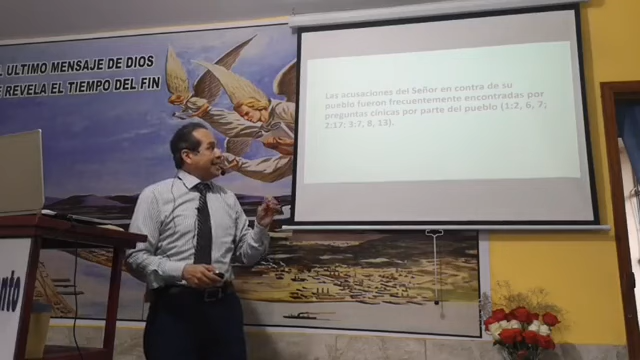 L ULTIMO MENSAJE DE DIOS
E REVELA EL TIEMPO DEL FIN
Las acusaciones del Señor en contra de su
pueblo fueron frecuentemente encontradas por
preguntas cínicas por parte del pueblo (1:2, 6, 7;
2:17; 3:7, 8, 13).
nto